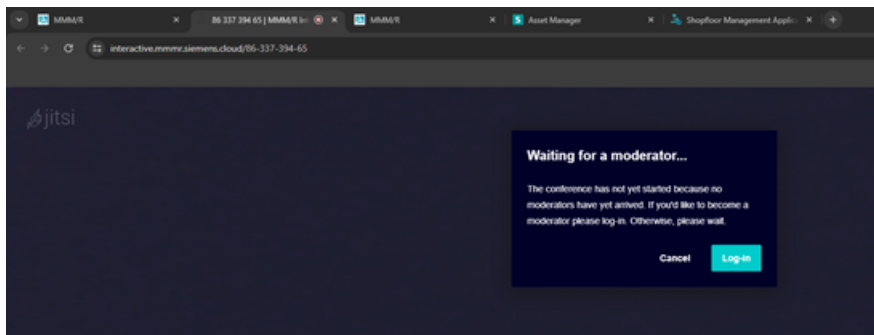 MMM/R
86 337 394 65 | MMM/R In
MMM/R
Asset Manager
Shopfloor Management Applic
interactive.mmmr.siemens.cloud/86-337-394-65
jitsi
Waiting for a moderator...
The conference has not yet started because no
moderators have yet arrived. If you'd like to become a
moderator please log-in. Otherwise, please wait.
Cancel
Log-in